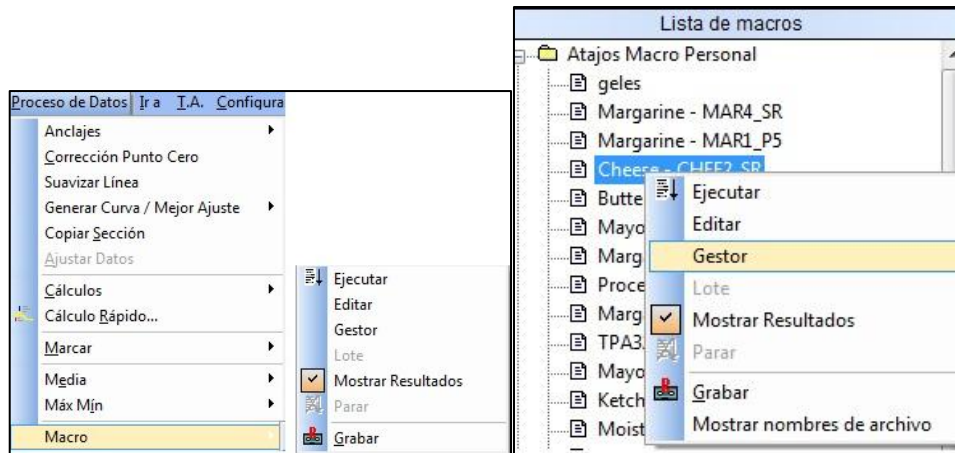 Proceso de Datos Ir a T.A. Configura
Anclajes
Corrección Punto Cero
Suavizar Línea
Generar Curva / Mejor Ajuste
Copiar Sección
Ajustar Datos
Cálculos
Cálculo Rápido...
Marcar
Media
Máx Mín
Macro
Ejecutar
Editar
Gestor
Lote
Mostrar Resultados
Parar
Grabar
Lista de macros
Atajos Macro Personal
geles
Margarine - MAR4_SR
Margarine - MAR1_P5
Cheese - CHEE2_SR
Butte
Mayo
Marg
Proce
Marg
TPA3
Mayo
Ketch
Moist
Ejecutar
Editar
Gestor
Lote
Mostrar Resultados
Parar
Grabar
Mostrar nombres de archivo